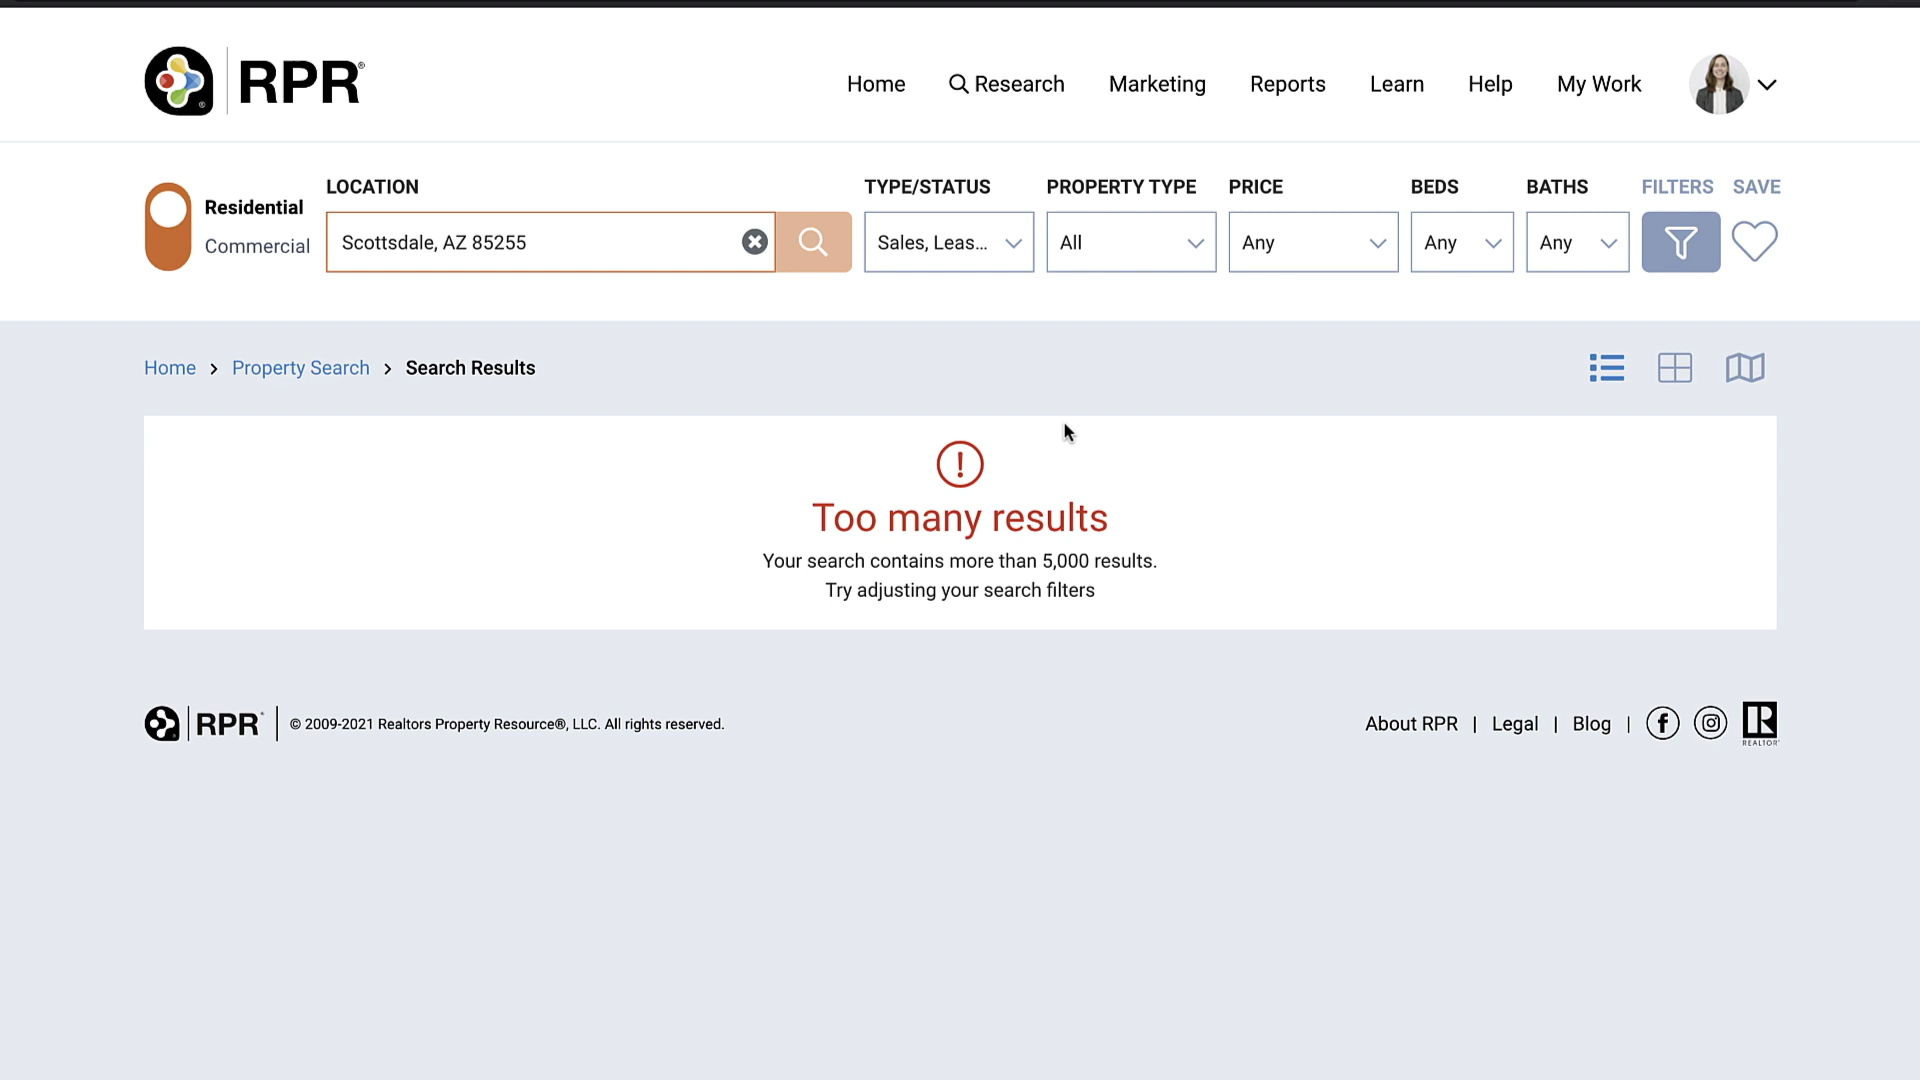 RPR®
Home Research Marketing Reports Learn Help My Work
Residential
Commercial
LOCATION TYPE/STATUS PROPERTY TYPE PRICE BEDS BATHS FILTERS SAVE
Scottsdale, AZ 85255 Sales, Leas... All Any Any Any
Home > Property Search > Search Results
Too many results
Your search contains more than 5,000 results.
Try adjusting your search filters
RPR © 2009-2021 Realtors Property Resource®, LLC. All rights reserved. About RPR | Legal | Blog |
REALTOR